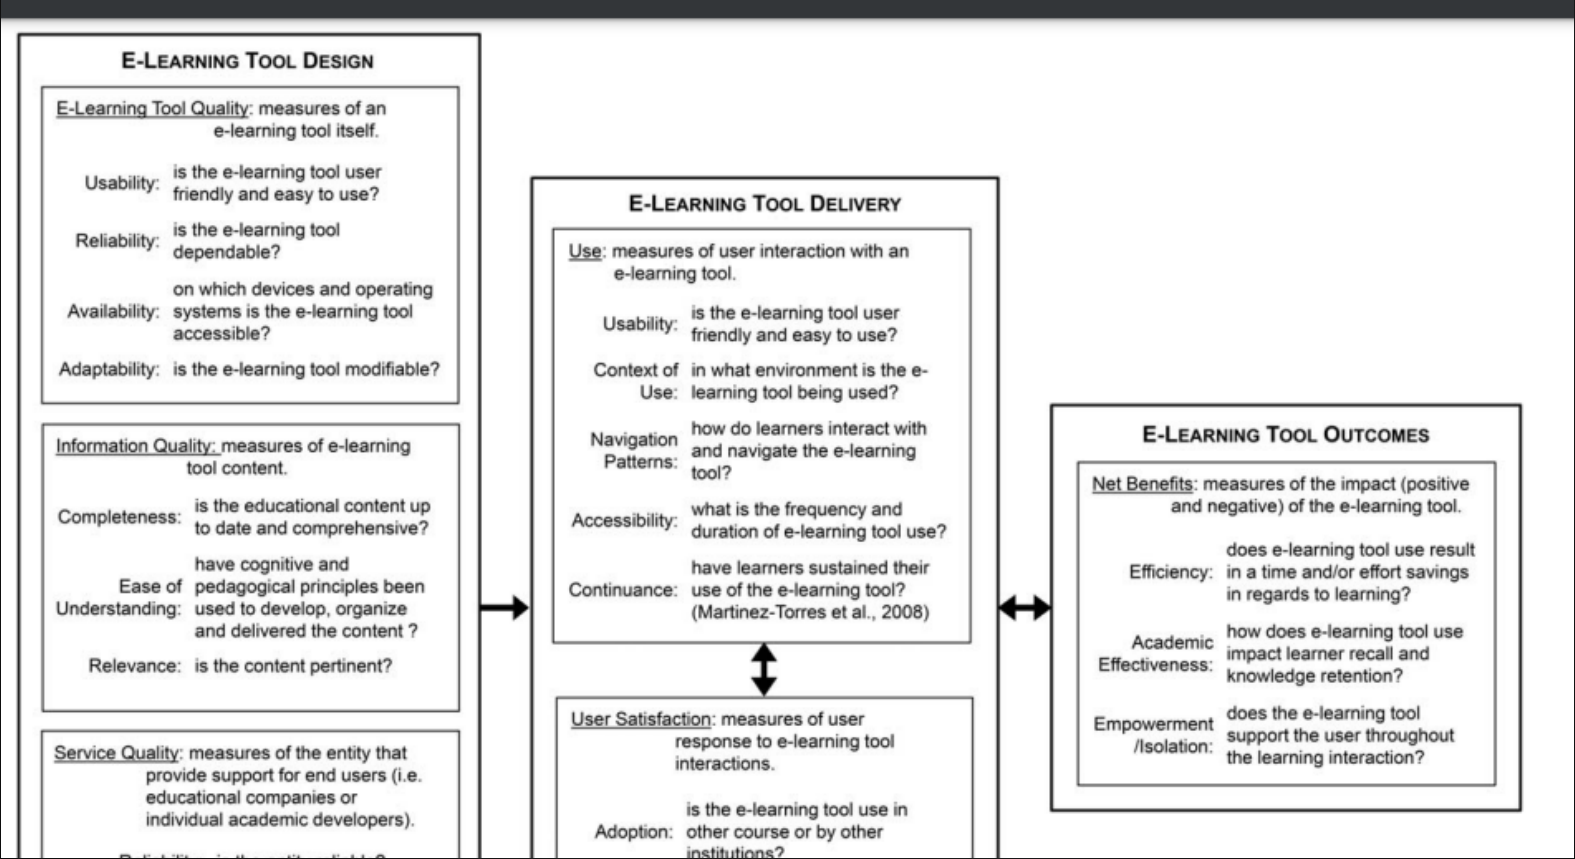 E-LEARNING TOOL DESIGN
E-Learning Tool Quality: measures of an
e-learning tool itself.
Usability: is the e-learning tool user
friendly and easy to use?
Reliability: is the e-learning tool
dependable?
Availability: on which devices and operating
systems is the e-learning tool
accessible?
Adaptability: is the e-learning tool modifiable?
Information Quality: measures of e-learning
tool content.
Completeness: is the educational content up
to date and comprehensive?
Ease of
Understanding: have cognitive and
pedagogical principles been
used to develop, organize
and delivered the content ?
Relevance: is the content pertinent?
Service Quality: measures of the entity that
provide support for end users (i.e.
educational companies or
individual academic developers).
E-LEARNING TOOL DELIVERY
Use: measures of user interaction with an
e-learning tool.
Usability: is the e-learning tool user
friendly and easy to use?
Context of
Use: in what environment is the e-
learning tool being used?
Navigation
Patterns: how do learners interact with
and navigate the e-learning
tool?
Accessibility: what is the frequency and
duration of e-learning tool use?
Continuance: have learners sustained their
use of the e-learning tool?
(Martinez-Torres et al., 2008)
User Satisfaction: measures of user
response to e-learning tool
interactions.
Adoption: is the e-learning tool use in
other course or by other
institutions?
E-LEARNING TOOL OUTCOMES
Net Benefits: measures of the impact (positive
and negative) of the e-learning tool.
Efficiency: does e-learning tool use result
in a time and/or effort savings
in regards to learning?
Academic
Effectiveness: how does e-learning tool use
impact learner recall and
knowledge retention?
Empowerment
/Isolation: does the e-learning tool
support the user throughout
the learning interaction?